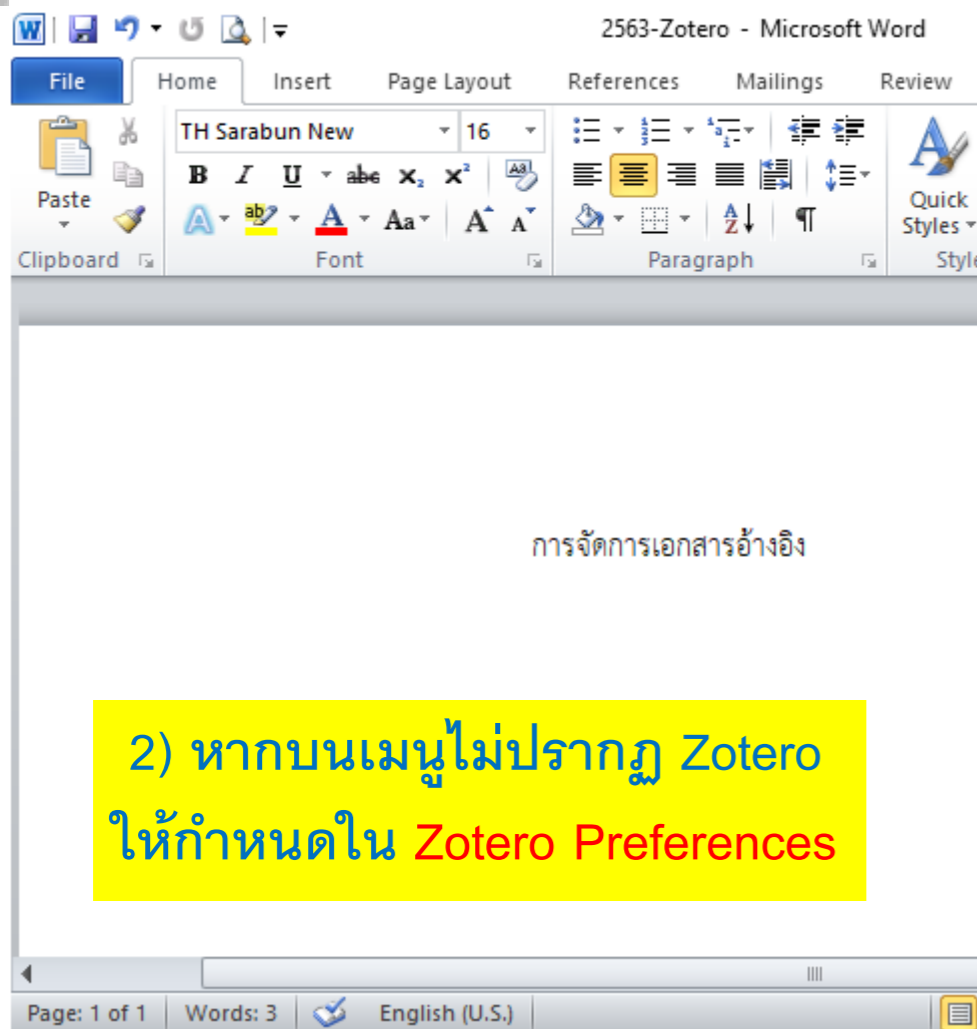 2563-Zotero - Microsoft Word
File Home Insert Page Layout References Mailings Review
TH Sarabun New 16
B I U abe X₂ X²
Aa A A
Paste
Quick
Styles
Clipboard Font Paragraph
การจัดการเอกสารอ้างอิง
2) หากบนเมนูไม่ปรากฏ Zotero
ให้กำหนดใน Zotero Preferences
Page: 1 of 1 Words: 3 English (U.S.)